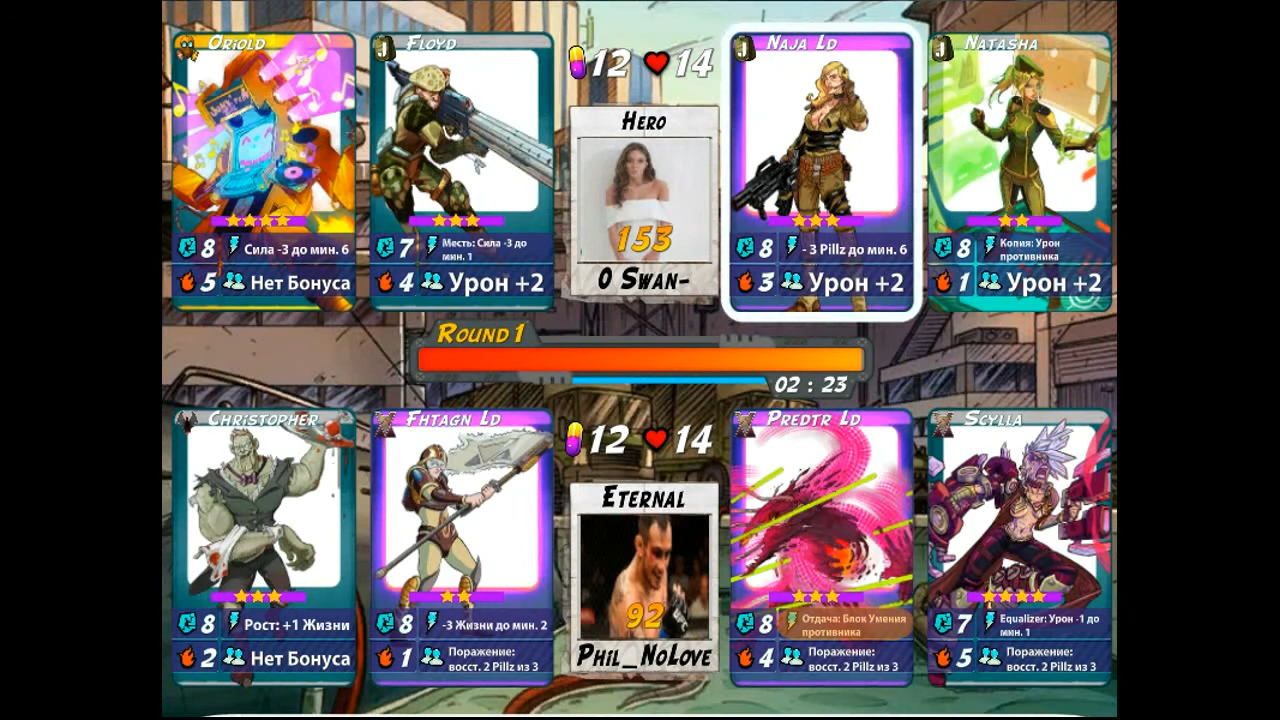 Oriold
Floyd
12 14
Naja Ld
Natasha
Hero
153
0 Swan-
8 Сила -3 до мин. 6
5 Нет Бонуса
7 Месть: Сила -3 до
мин. 1
4 Урон +2
8 - 3 Pillz до мин. 6
3 Урон +2
8 Копия: Урон
противника
1 Урон +2
Round 1
02 : 23
Christopher
Fhtagn Ld
12 14
Predtr Ld
Scylla
Eternal
92
Phil_NoLove
8 Рост: +1 Жизни
2 Нет Бонуса
8 -3 Жизни до мин. 2
1 Поражение:
восст. 2 Pillz из 3
8 Отдача: Блок Умения
противника
4 Поражение:
восст. 2 Pillz из 3
7 Equalizer: Урон -1 до
мин. 1
5 Поражение:
восст. 2 Pillz из 3